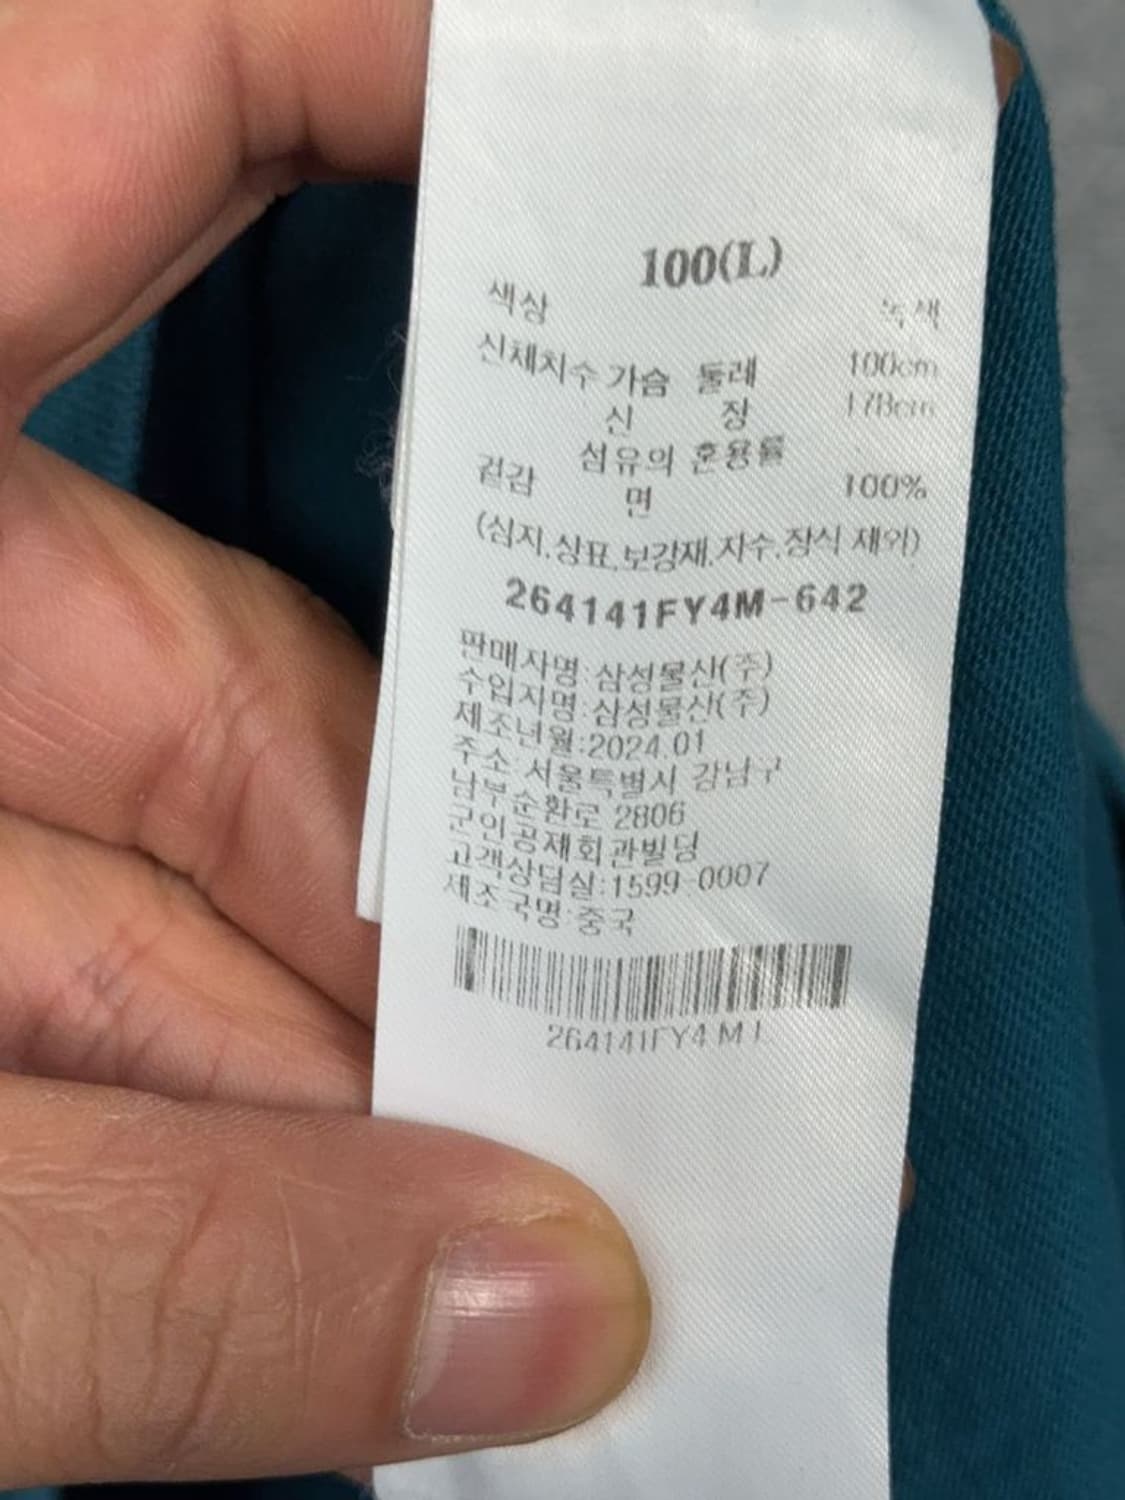 100(L)
색상 녹색
신체치수 가슴 둘레 100cm
신 장 178cm
섬유의 혼용률
겉감 면 100%
(심지,상표,보강재,자수,장식 제외)
264141FY4M-642
판매자명:삼성물산(주)
수입자명:삼성물산(주)
제조년월:2024.01
주소 서울특별시 강남구
남부순환로 2806
군인공제회관빌딩
고객상담실:1599-0007
제조국명:중국
264141FY4ML